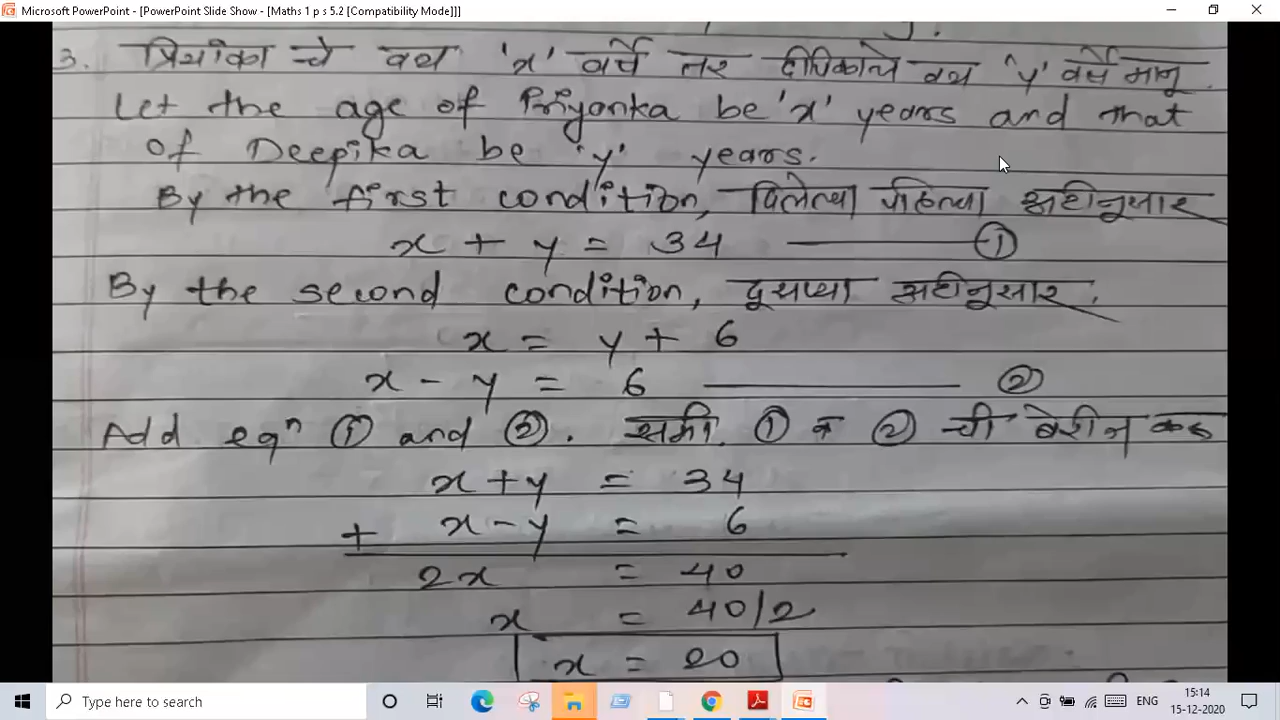 Microsoft PowerPoint - [PowerPoint Slide Show - [Maths 1 p s 5.2 [Compatibility Mode]]]
3. प्रियांका चे वय 'x' वर्षे तर दीपिकाचे वय 'y' वर्षे मानू.
Let the age of Priyanka be 'x' years and that
of Deepika be 'y' years.
By the first condition, दिलेल्या पहिल्या अटीनुसार
x + y = 34 ——— ①
By the second condition, दुसऱ्या अटीनुसार,
x = y + 6
x - y = 6 ——— ②
Add eqⁿ ① and ②. समी. ① व ② ची बेरीज करू
x + y = 34
+ x - y = 6
2x = 40
x = 40/2
x = 20
Type here to search
ENG
15:14
15-12-2020